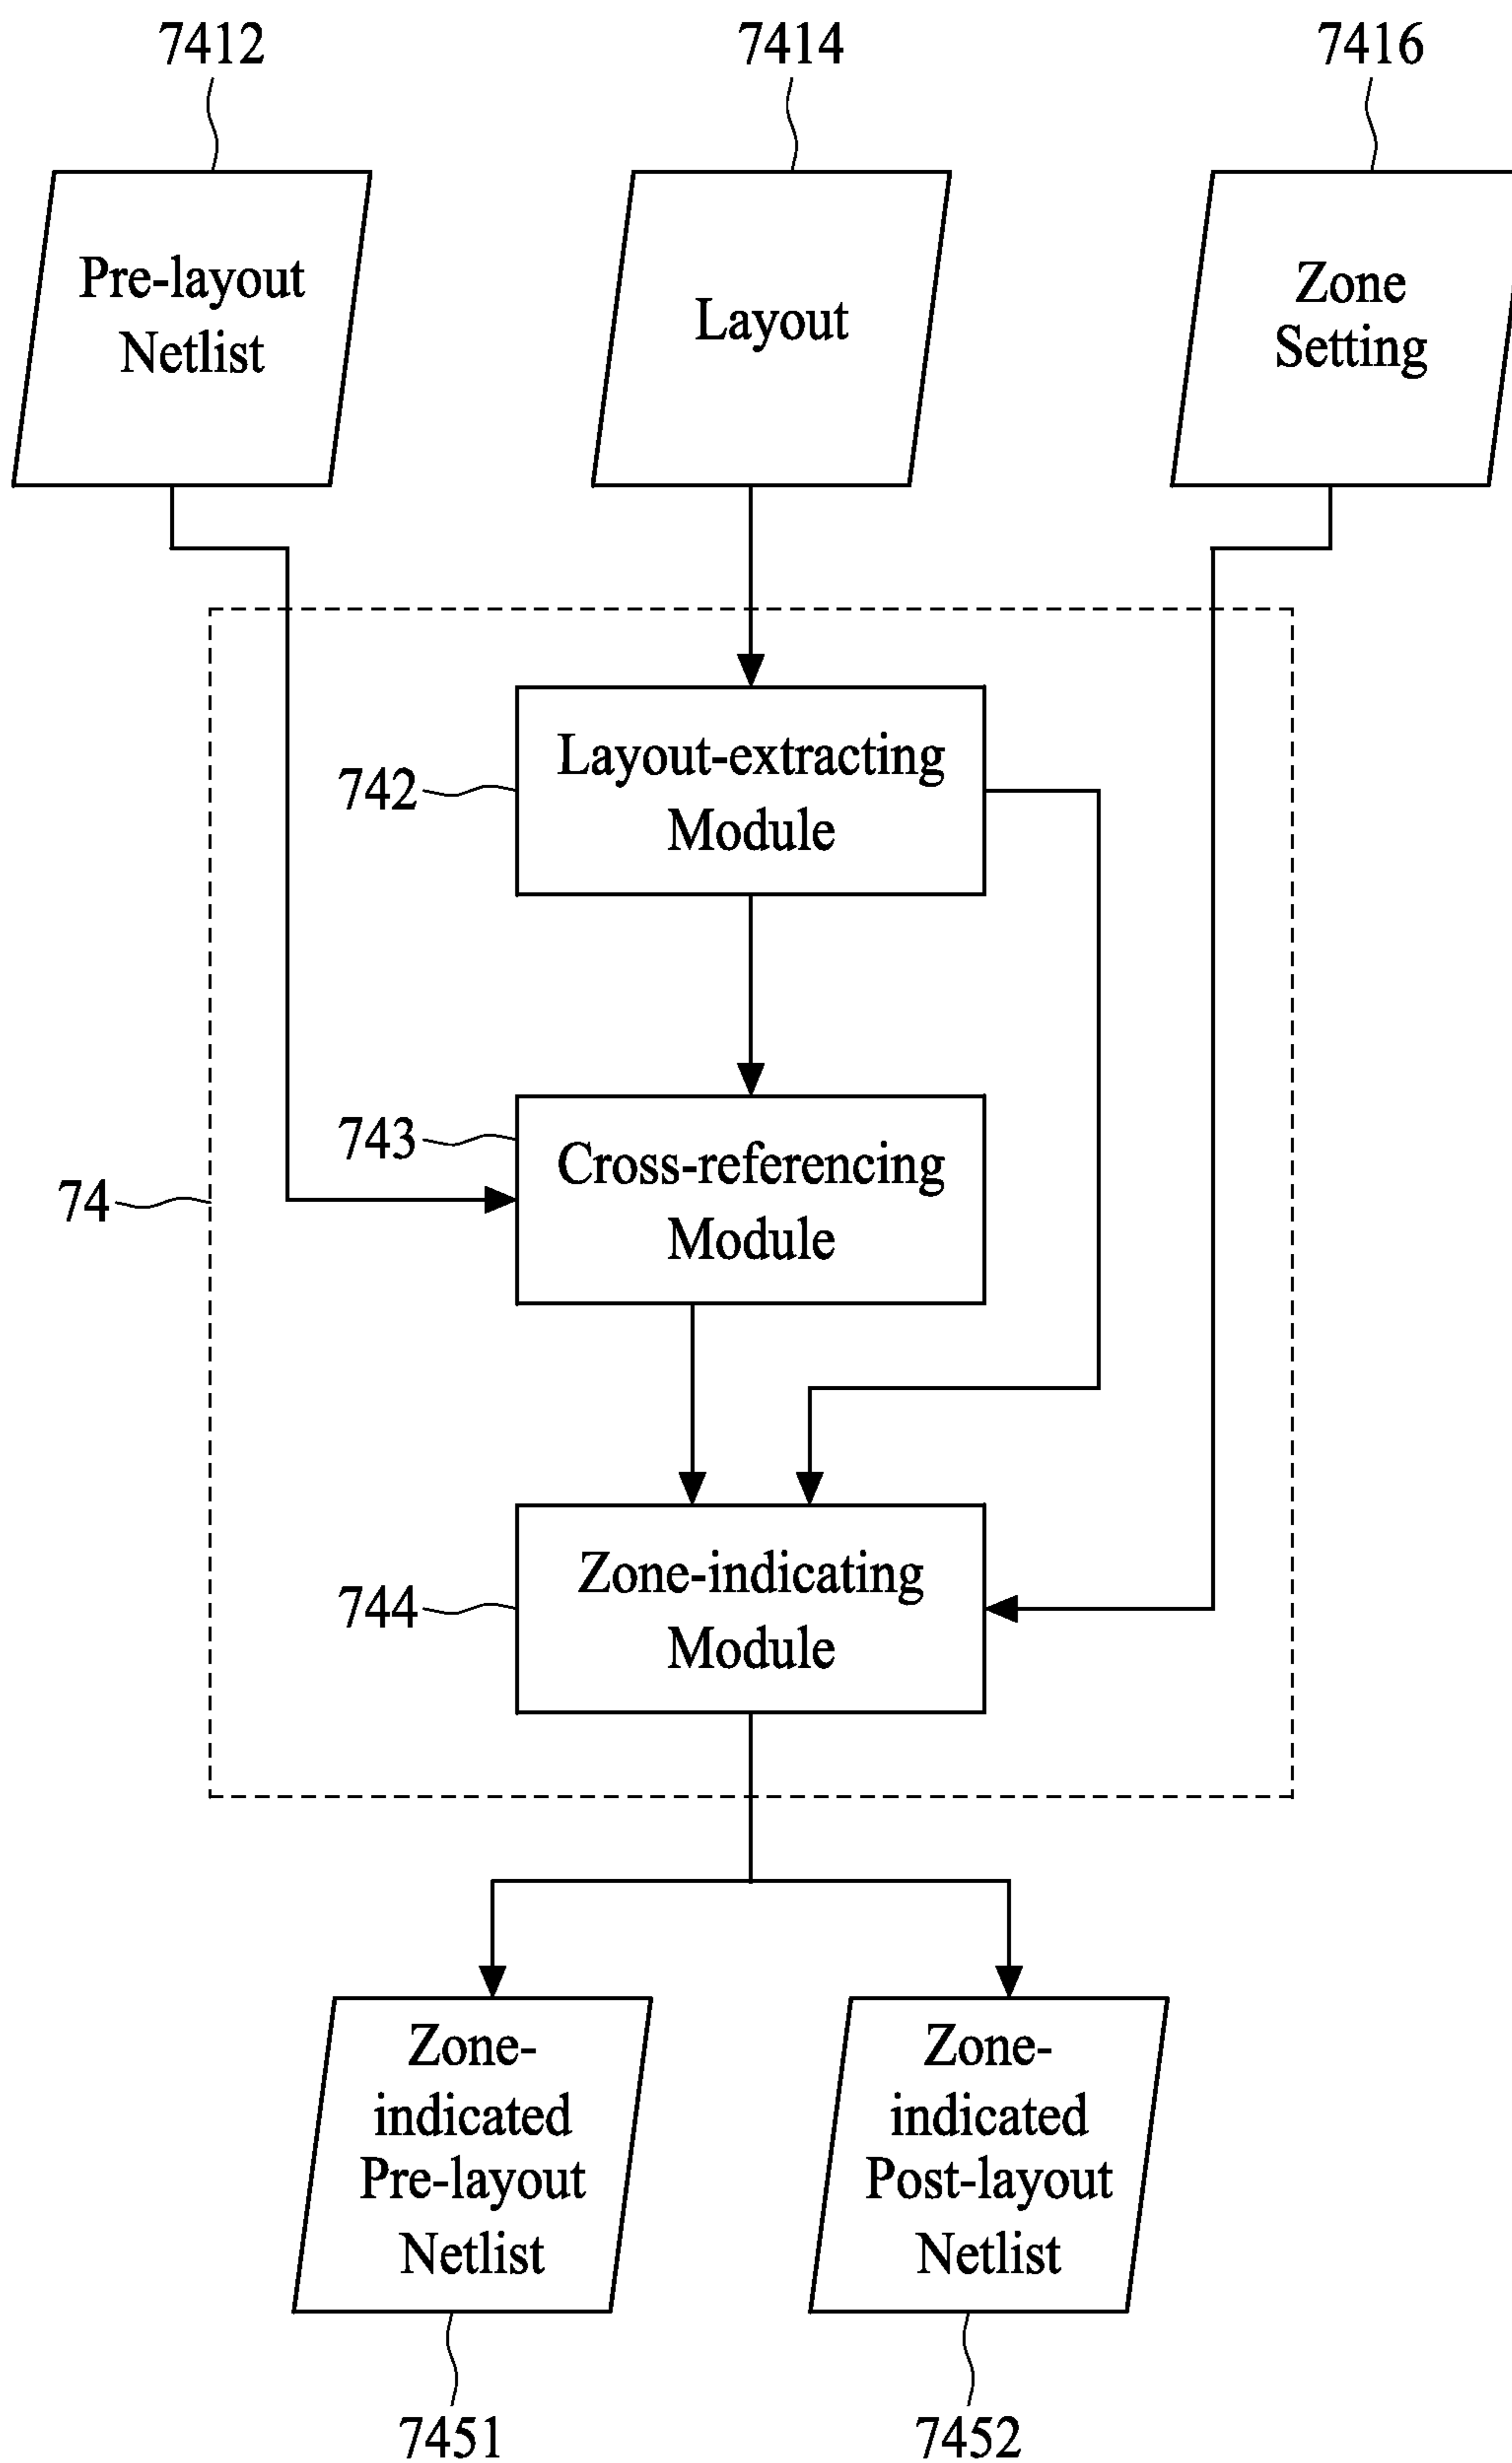 7412
7414
7416
Pre-layout
Netlist
Layout
Zone
Setting
742
Layout-extracting
Module
743
Cross-referencing
Module
74
744
Zone-indicating
Module
Zone-
indicated
Pre-layout
Netlist
Zone-
indicated
Post-layout
Netlist
7451
7452